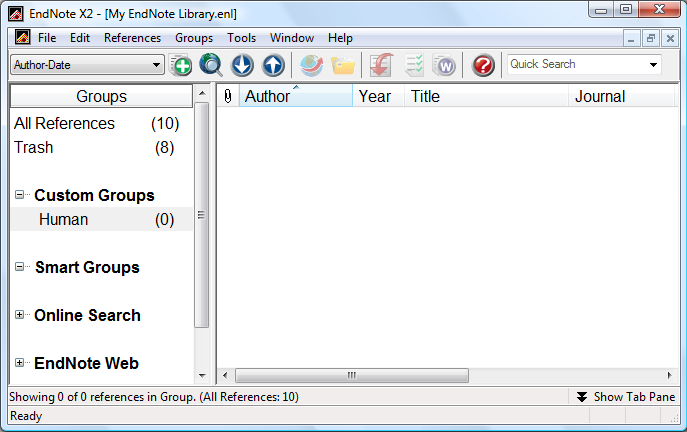 EndNote X2 - [My EndNote Library.enl]
File Edit References Groups Tools Window Help
Author-Date Quick Search
Groups
Author Year Title Journal
All References (10)
Trash (8)
Custom Groups
Human (0)
Smart Groups
Online Search
EndNote Web
Showing 0 of 0 references in Group. (All References: 10) Show Tab Pane
Ready